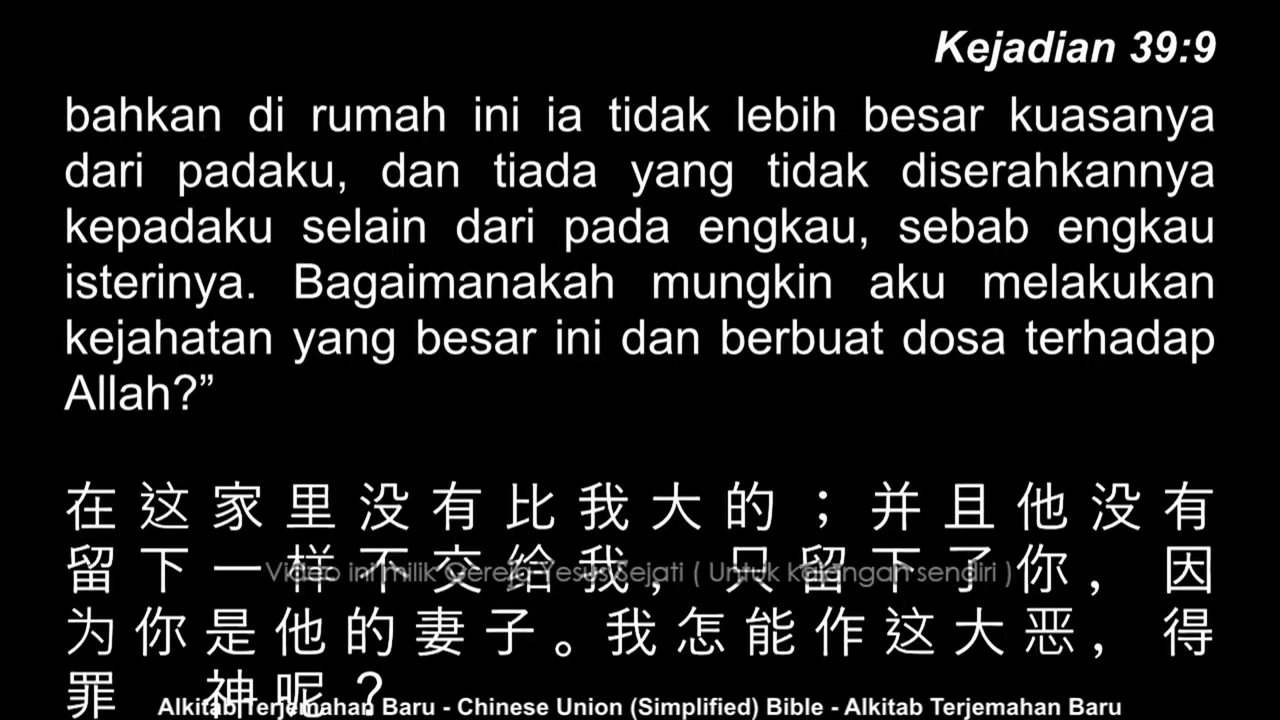 Kejadian 39:9
bahkan di rumah ini ia tidak lebih besar kuasanya
dari padaku, dan tiada yang tidak diserahkannya
kepadaku selain dari pada engkau, sebab engkau
isterinya. Bagaimanakah mungkin aku melakukan
kejahatan yang besar ini dan berbuat dosa terhadap
Allah?”
在这家里没有比我大的；并且他没有
留下一样不交给我，只留下了你，因
Video ini milik Gereja Yesus Sejati ( Untuk kalangan sendiri )
为你是他的妻子。我怎能作这大恶，得
罪 神呢？
Alkitab Terjemahan Baru - Chinese Union (Simplified) Bible - Alkitab Terjemahan Baru